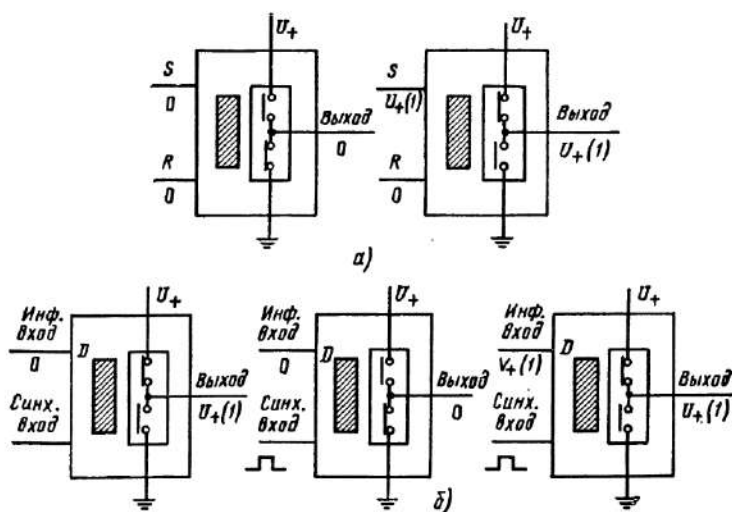 U₊ U₊
S S
0 U₊(1)
Выход Выход
0 U₊(1)
R R
0 0
а)
U₊ U₊ U₊
Инф. вход Инф. вход Инф. вход
D D D
0 0 V₊(1)
Выход Выход Выход
U₊(1) 0 U₊(1)
Синх. вход Синх. вход Синх. вход
б)